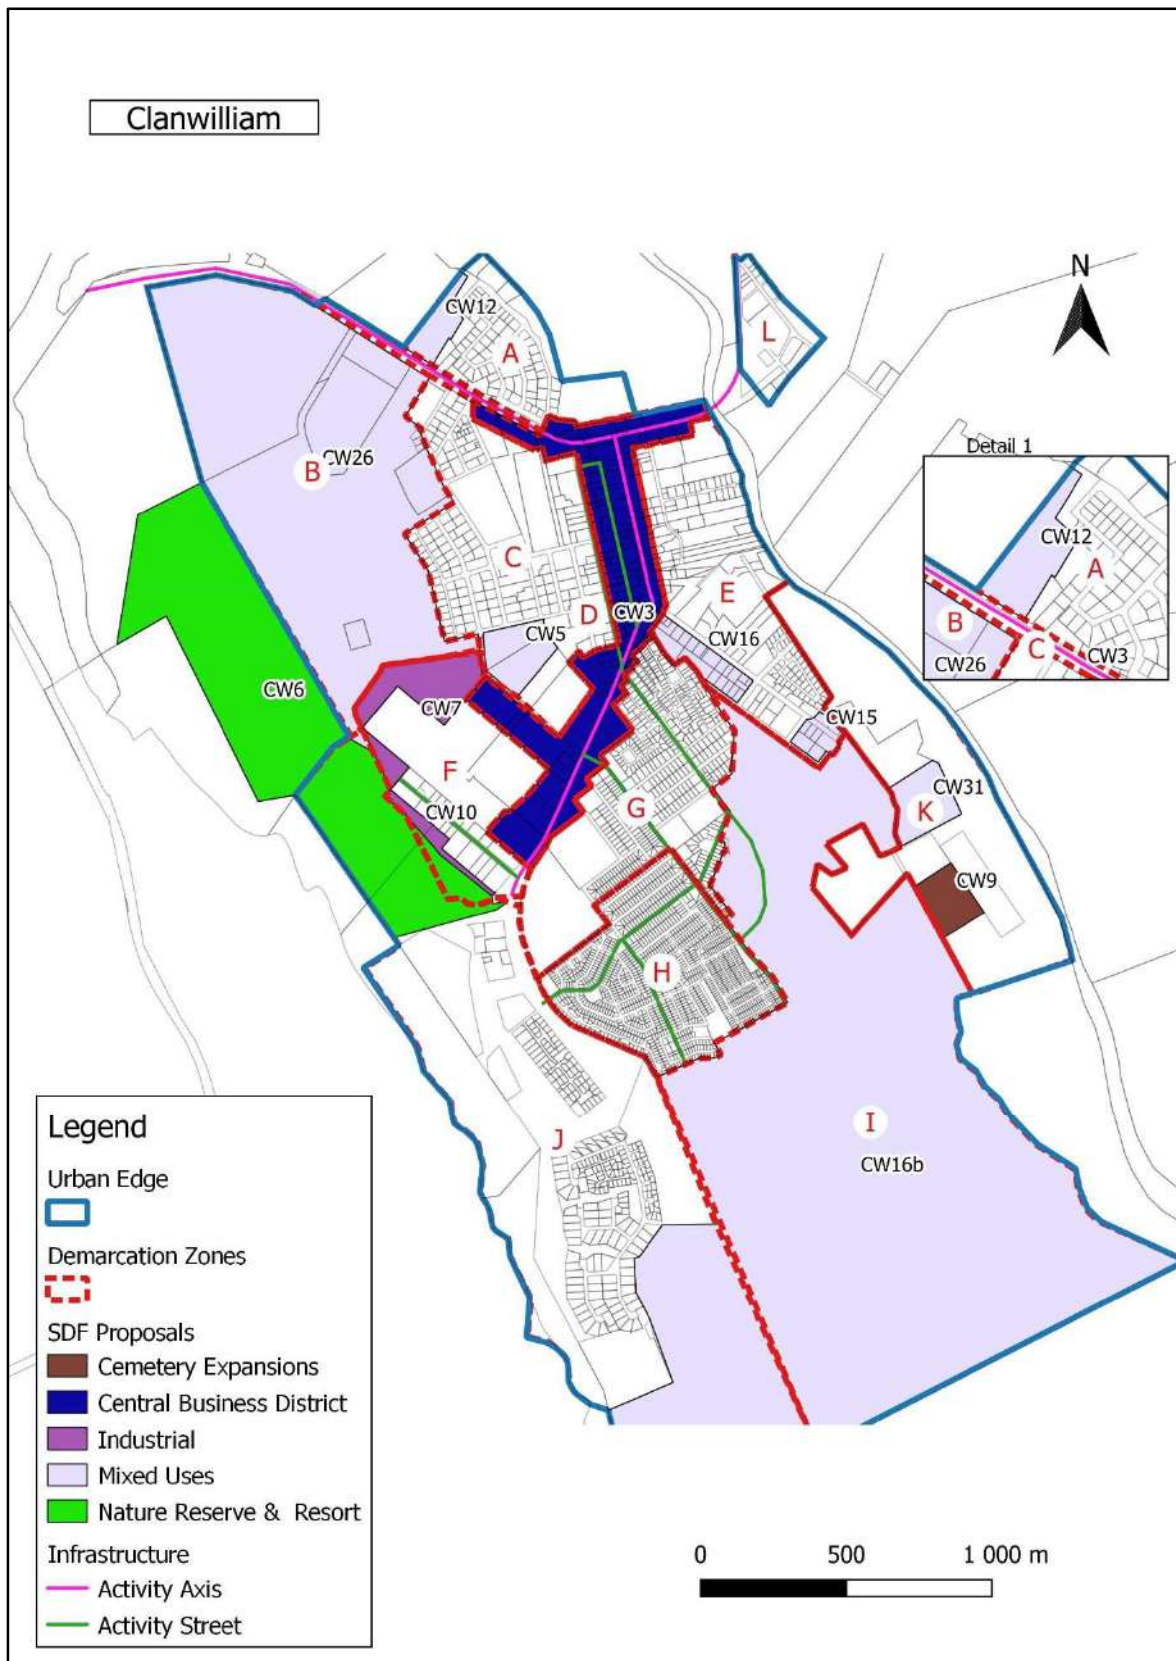 Clanwilliam
N
CW12
A
L
Detail 1
CW12
A
B
C
CW26
CW3
B
CW26
C
E
D
CW3
CW5
CW16
CW6
CW7
CW15
F
CW31
K
CW10
G
CW9
H
I
J
CW16b
Legend
Urban Edge
Demarcation Zones
SDF Proposals
Cemetery Expansions
Central Business District
Industrial
Mixed Uses
Nature Reserve & Resort
Infrastructure
Activity Axis
Activity Street
0 500 1 000 m